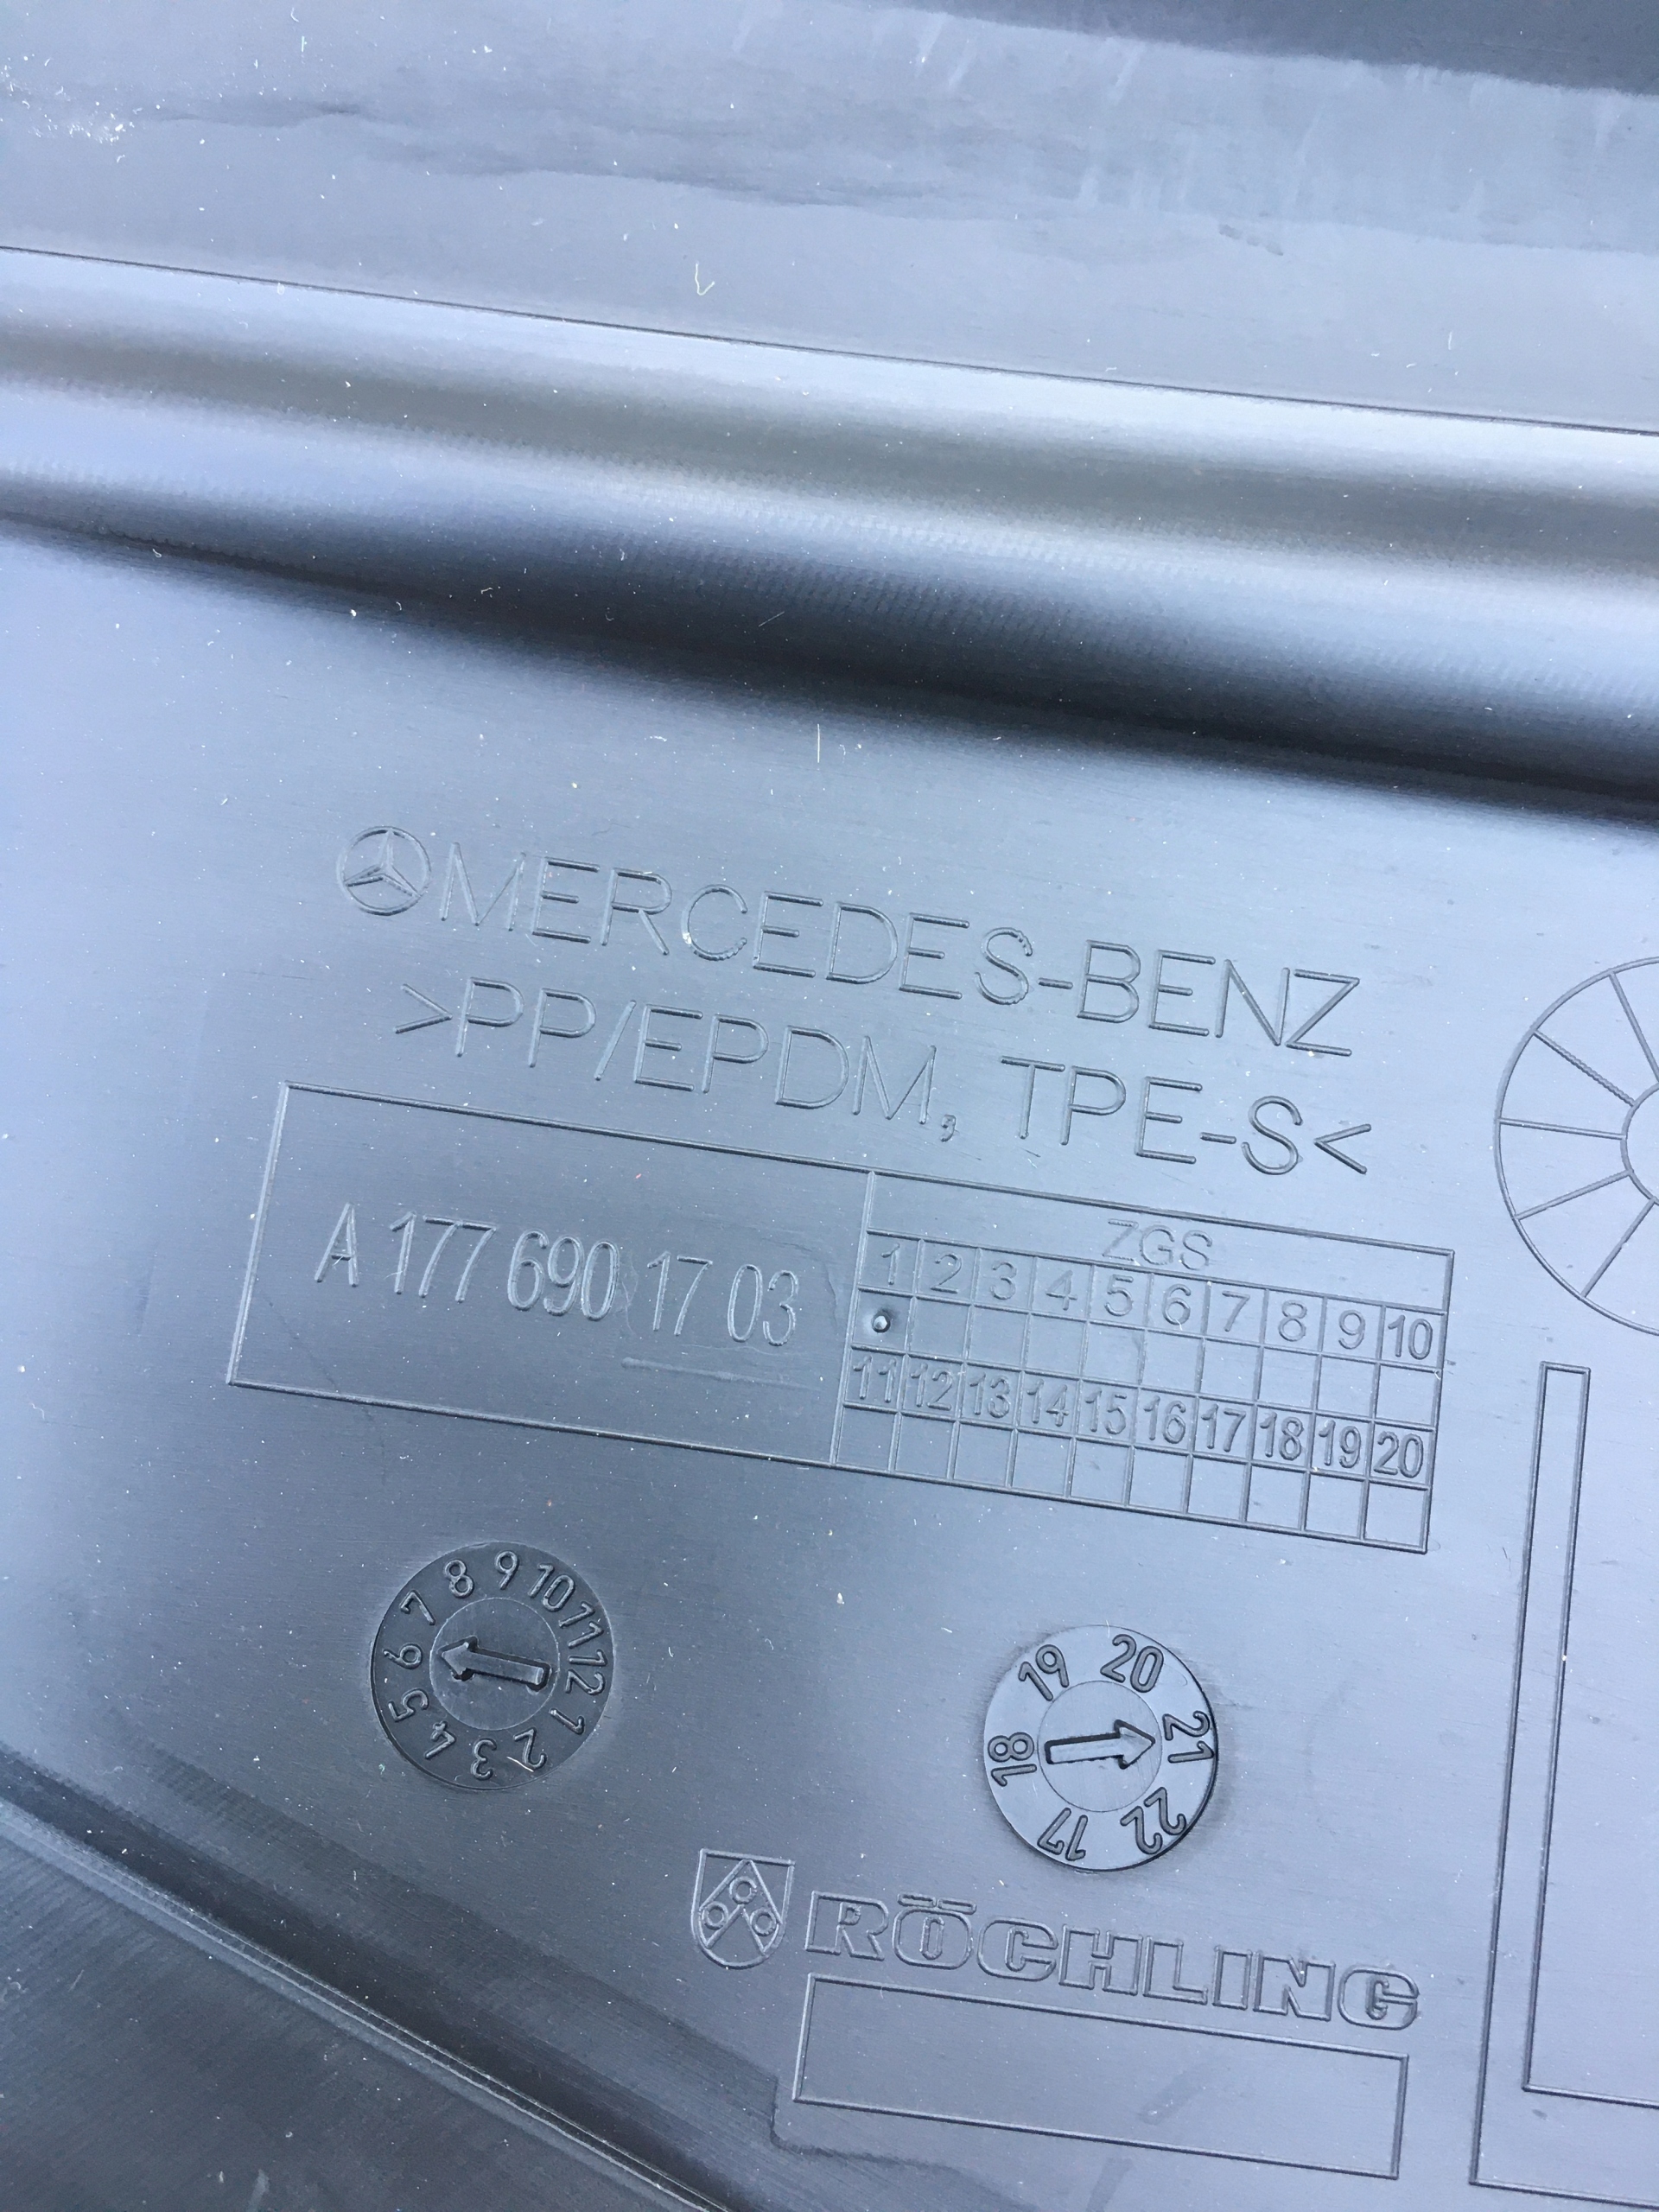 MERCEDES-BENZ
>PP/EPDM, TPE-S<
A 177 690 17 03
ZGS
1 2 3 4 5 6 7 8 9 10
11 12 13 14 15 16 17 18 19 20
1 2 3 4 5 6 7 8 9 10 11 12
17 18 19 20 21 22
RÖCHLING